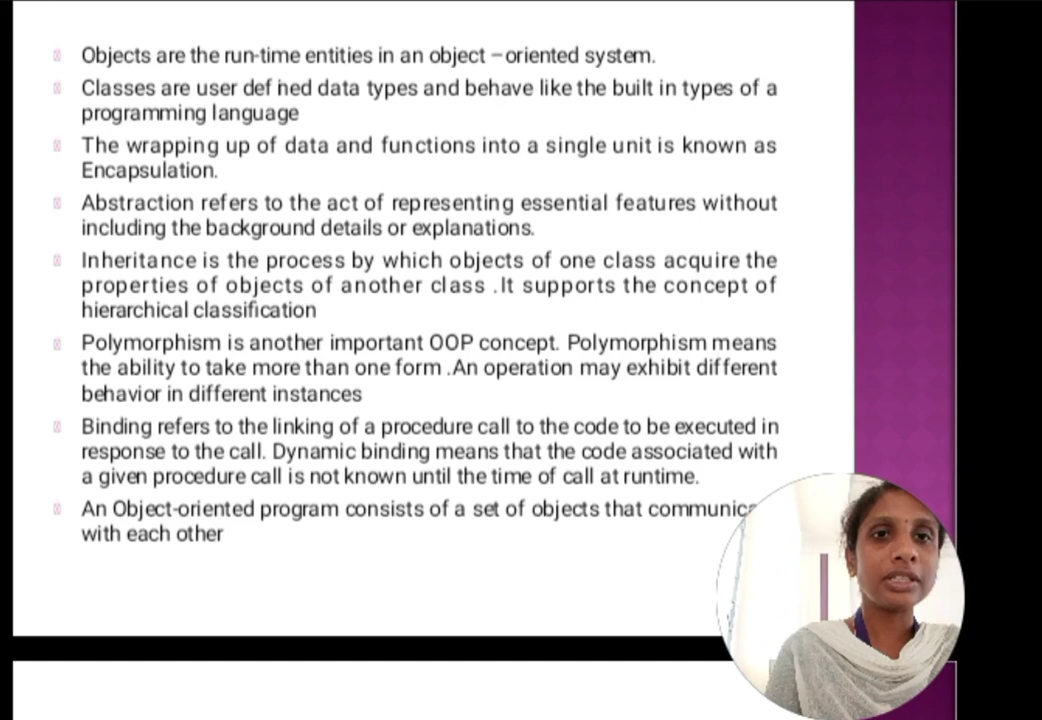 Objects are the run-time entities in an object –oriented system.
Classes are user def ned data types and behave like the built in types of a
programming language
The wrapping up of data and functions into a single unit is known as
Encapsulation.
Abstraction refers to the act of representing essential features without
including the background details or explanations.
Inheritance is the process by which objects of one class acquire the
properties of objects of another class .It supports the concept of
hierarchical classification
Polymorphism is another important OOP concept. Polymorphism means
the ability to take more than one form .An operation may exhibit different
behavior in different instances
Binding refers to the linking of a procedure call to the code to be executed in
response to the call. Dynamic binding means that the code associated with
a given procedure call is not known until the time of call at runtime.
An Object-oriented program consists of a set of objects that
with each other